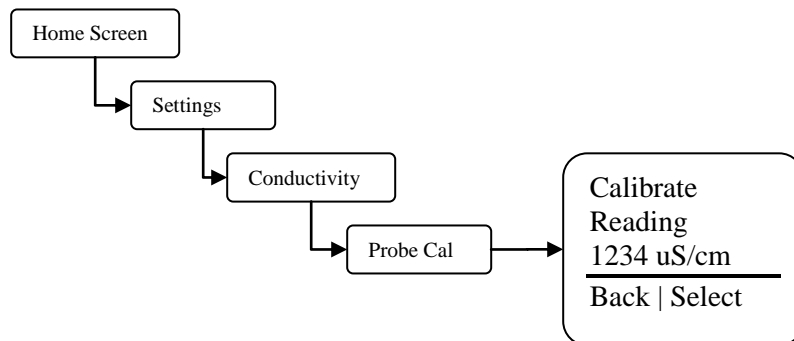 Home Screen
Settings
Conductivity
Probe Cal
Calibrate
Reading
1234 uS/cm
Back | Select